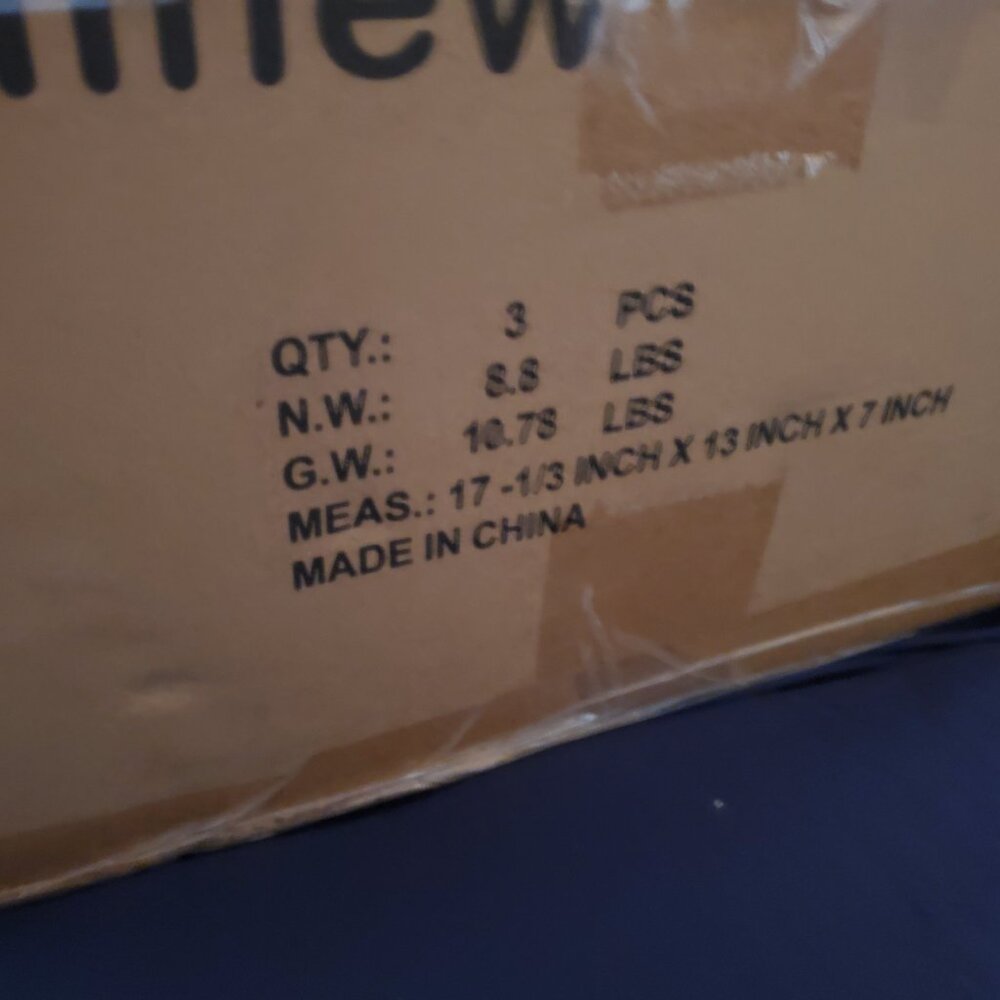 QTY.: 3 PCS
N.W.: 8.8 LBS
G.W.: 10.78 LBS
MEAS.: 17 -1/3 INCH X 13 INCH X 7 INCH
MADE IN CHINA